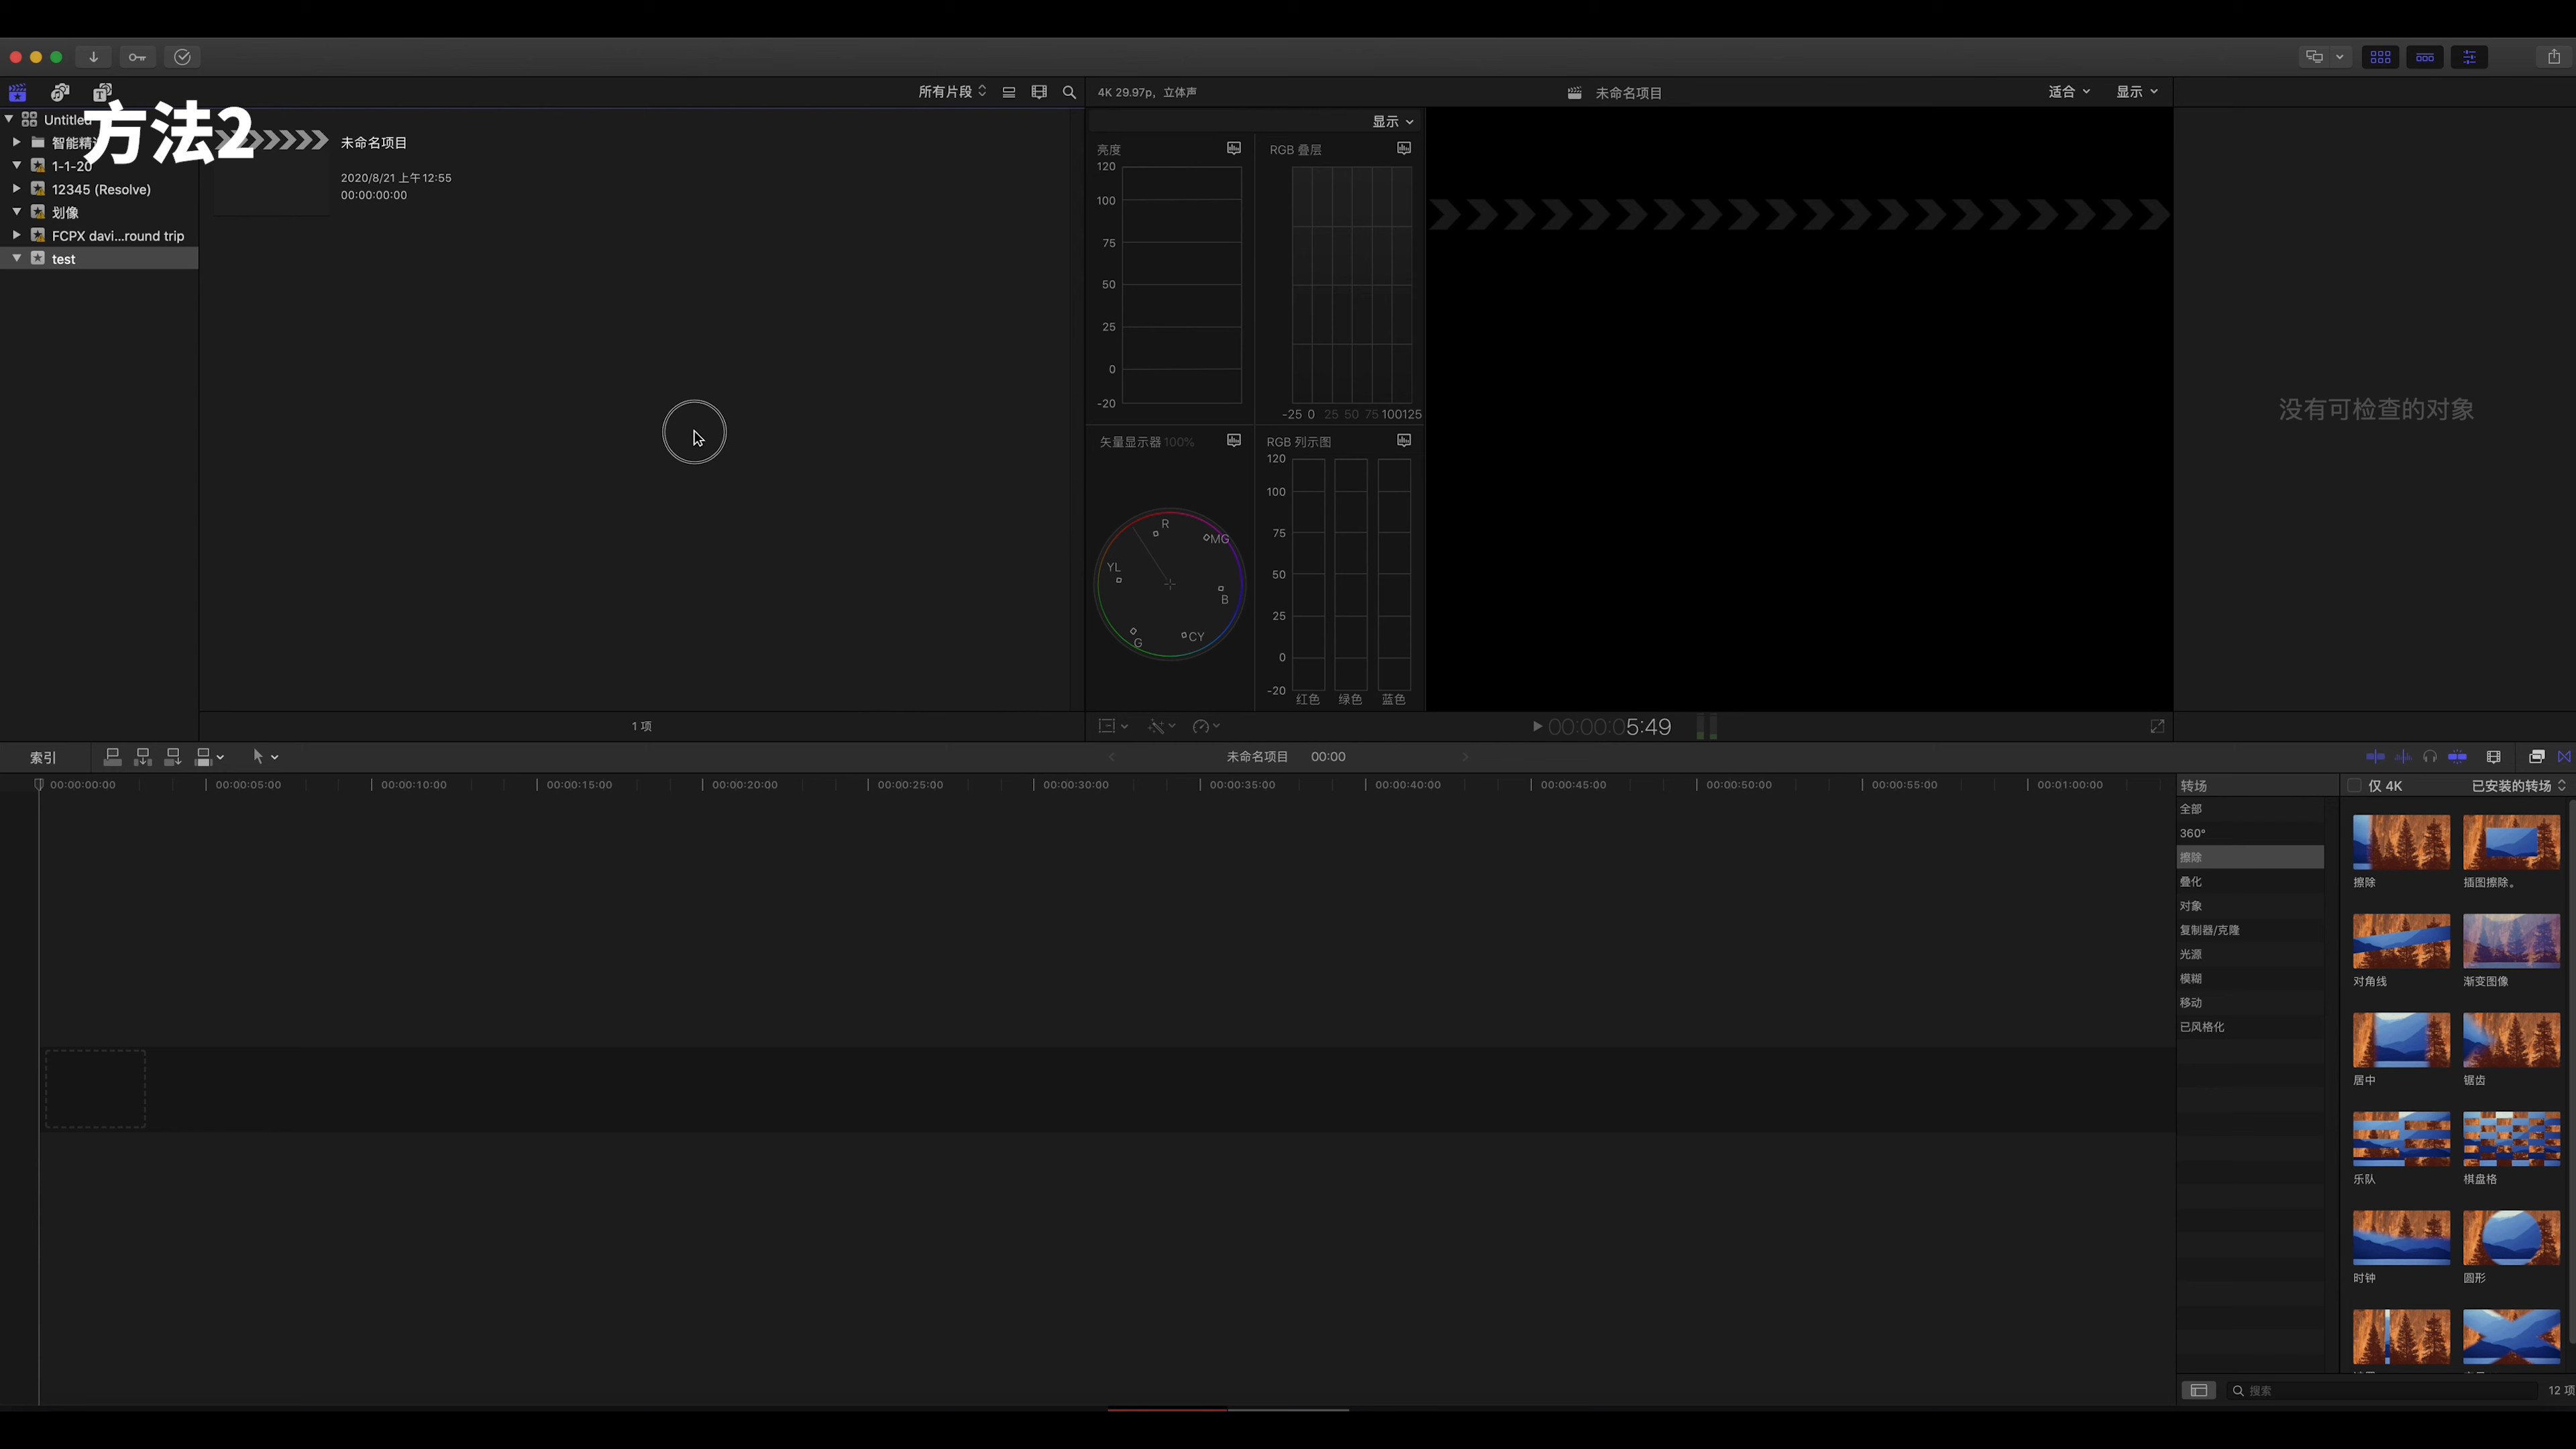 所有片段
4K 29.97p, 立体声
未命名项目
适合
显示
Untitled
方法2
1-1-20
12345 (Resolve)
划像
FCPX davi...round trip
test
未命名项目
2020/8/21 上午12:55
00:00:00:00
显示
亮度
120
100
75
50
25
0
-20
RGB 叠层
-25 0 25 50 75 100125
矢量显示器100%
R
MG
YL
B
G
CY
RGB 列示图
120
100
75
50
25
0
-20
红色 绿色 蓝色
没有可检查的对象
1 项
00:00:00:05:49
索引
未命名项目 00:00
00:00:00:00 00:00:05:00 00:00:10:00 00:00:15:00 00:00:20:00 00:00:25:00 00:00:30:00 00:00:35:00 00:00:40:00 00:00:45:00 00:00:50:00 00:00:55:00 00:01:00:00
转场
仅 4K
已安装的转场
全部
360°
擦除
叠化
对象
复制器/克隆
光源
模糊
移动
已风格化
擦除 插图擦除。
对角线 渐变图像
居中 锯齿
乐队 棋盘格
时钟 圆形
搜索
12 项